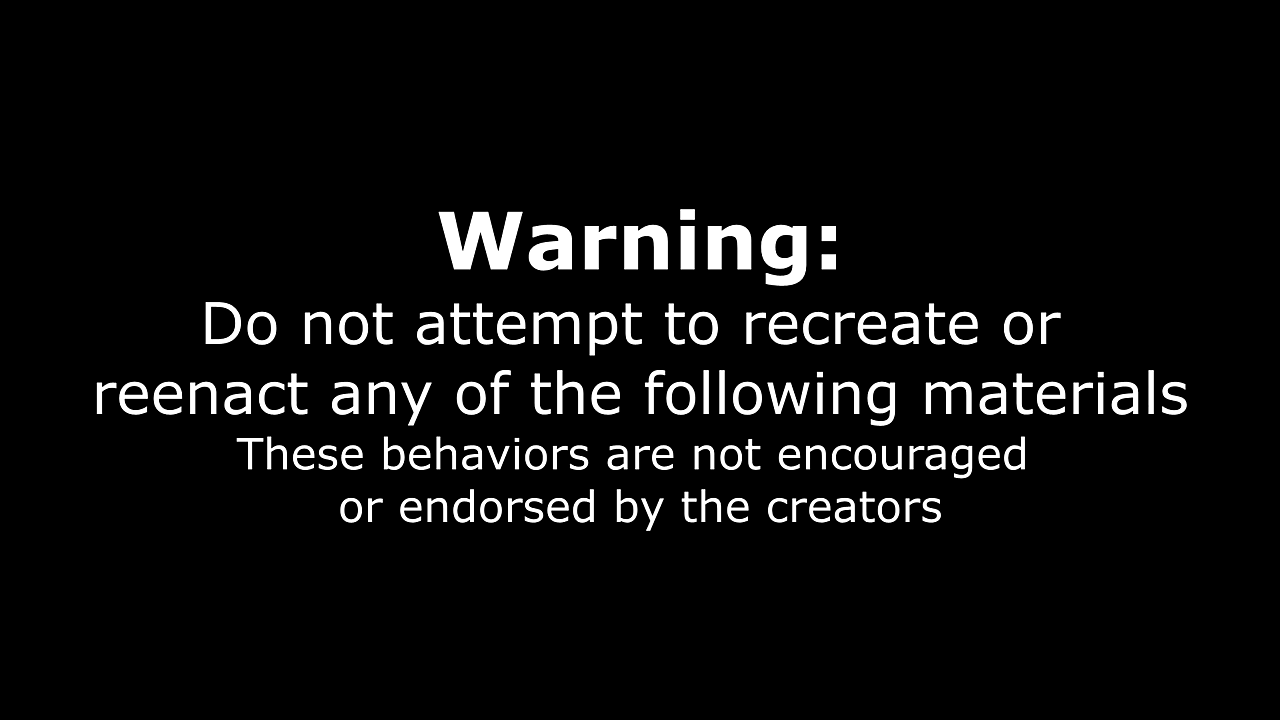 Warning:
Do not attempt to recreate or
reenact any of the following materials
These behaviors are not encouraged
or endorsed by the creators